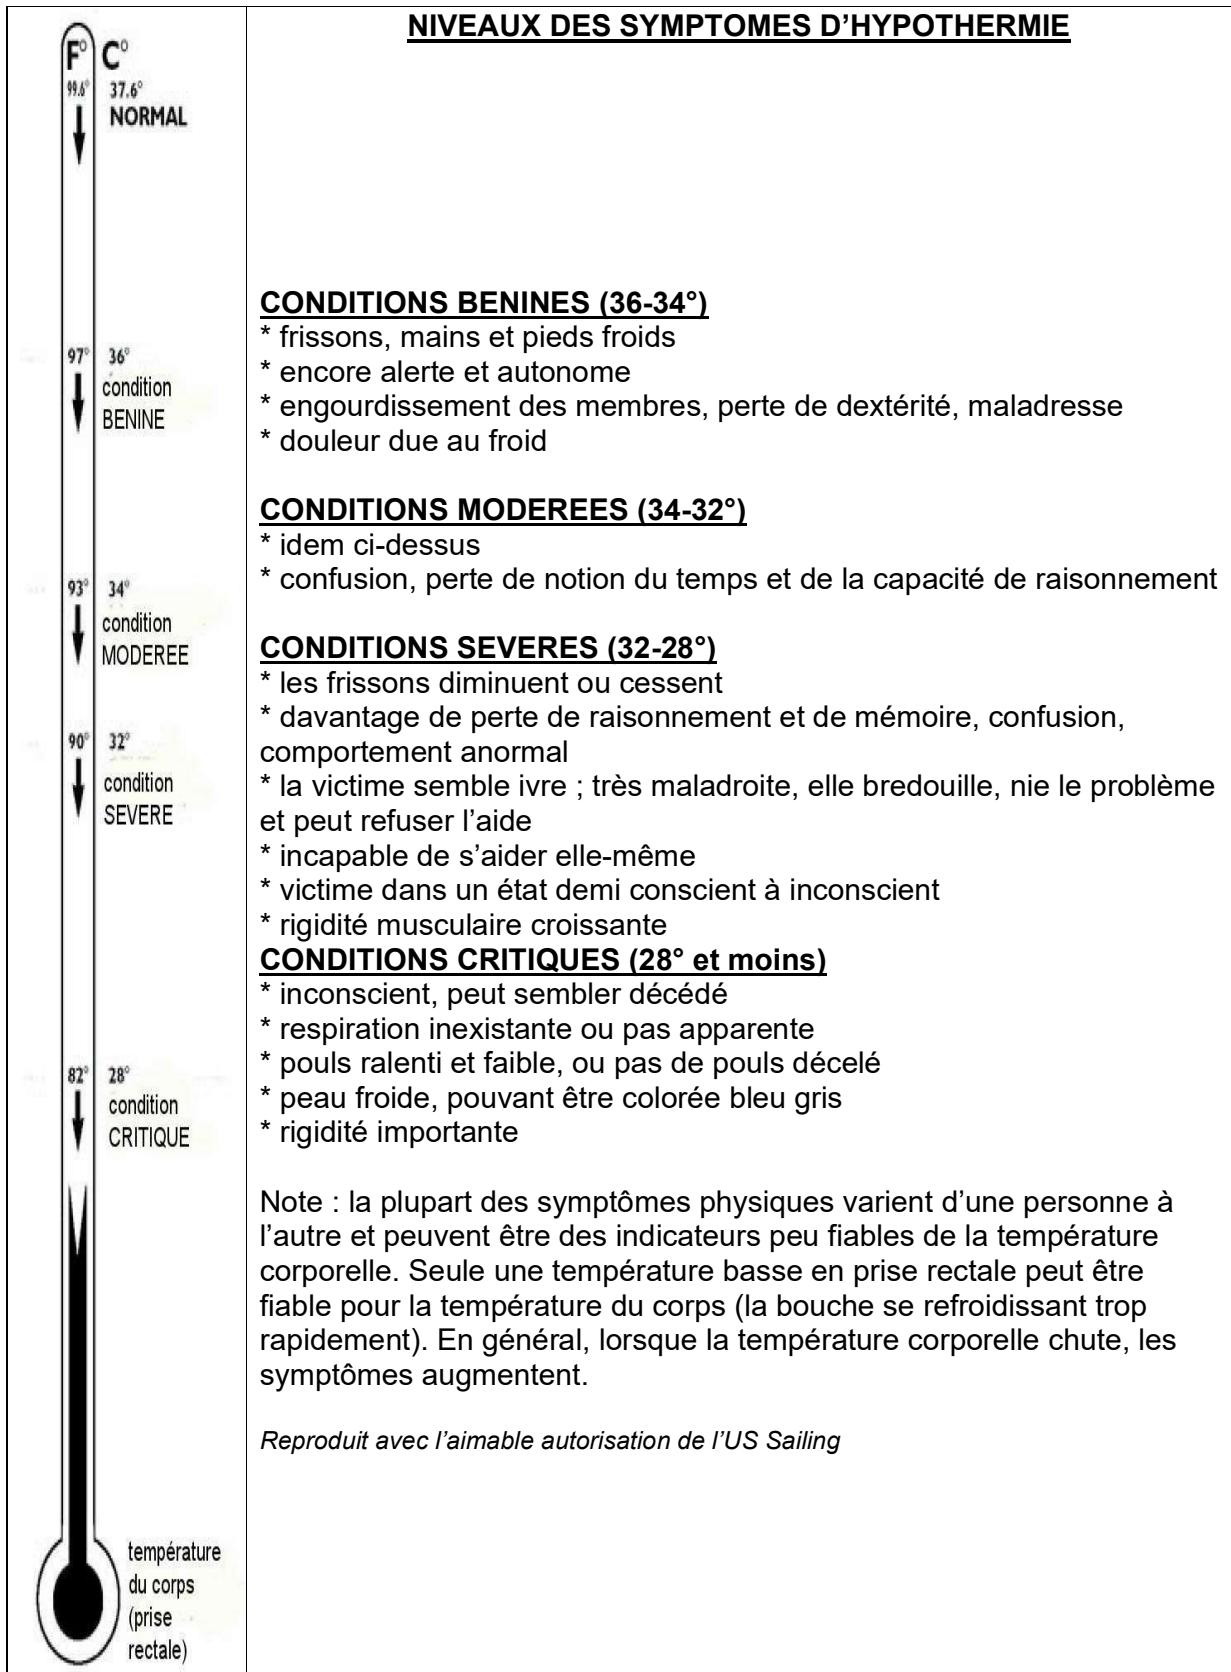 F° C°
99.6° 37.6°
NORMAL
97° 36°
condition
BENINE
93° 34°
condition
MODEREE
90° 32°
condition
SEVERE
82° 28°
condition
CRITIQUE
température
du corps
(prise
rectale)
NIVEAUX DES SYMPTOMES D’HYPOTHERMIE
CONDITIONS BENINES (36-34°)
* frissons, mains et pieds froids
* encore alerte et autonome
* engourdissement des membres, perte de dextérité, maladresse
* douleur due au froid
CONDITIONS MODEREES (34-32°)
* idem ci-dessus
* confusion, perte de notion du temps et de la capacité de raisonnement
CONDITIONS SEVERES (32-28°)
* les frissons diminuent ou cessent
* davantage de perte de raisonnement et de mémoire, confusion,
comportement anormal
* la victime semble ivre ; très maladroite, elle bredouille, nie le problème
et peut refuser l’aide
* incapable de s’aider elle-même
* victime dans un état demi conscient à inconscient
* rigidité musculaire croissante
CONDITIONS CRITIQUES (28° et moins)
* inconscient, peut sembler décédé
* respiration inexistante ou pas apparente
* pouls ralenti et faible, ou pas de pouls décelé
* peau froide, pouvant être colorée bleu gris
* rigidité importante
Note : la plupart des symptômes physiques varient d’une personne à
l’autre et peuvent être des indicateurs peu fiables de la température
corporelle. Seule une température basse en prise rectale peut être
fiable pour la température du corps (la bouche se refroidissant trop
rapidement). En général, lorsque la température corporelle chute, les
symptômes augmentent.
Reproduit avec l’aimable autorisation de l’US Sailing